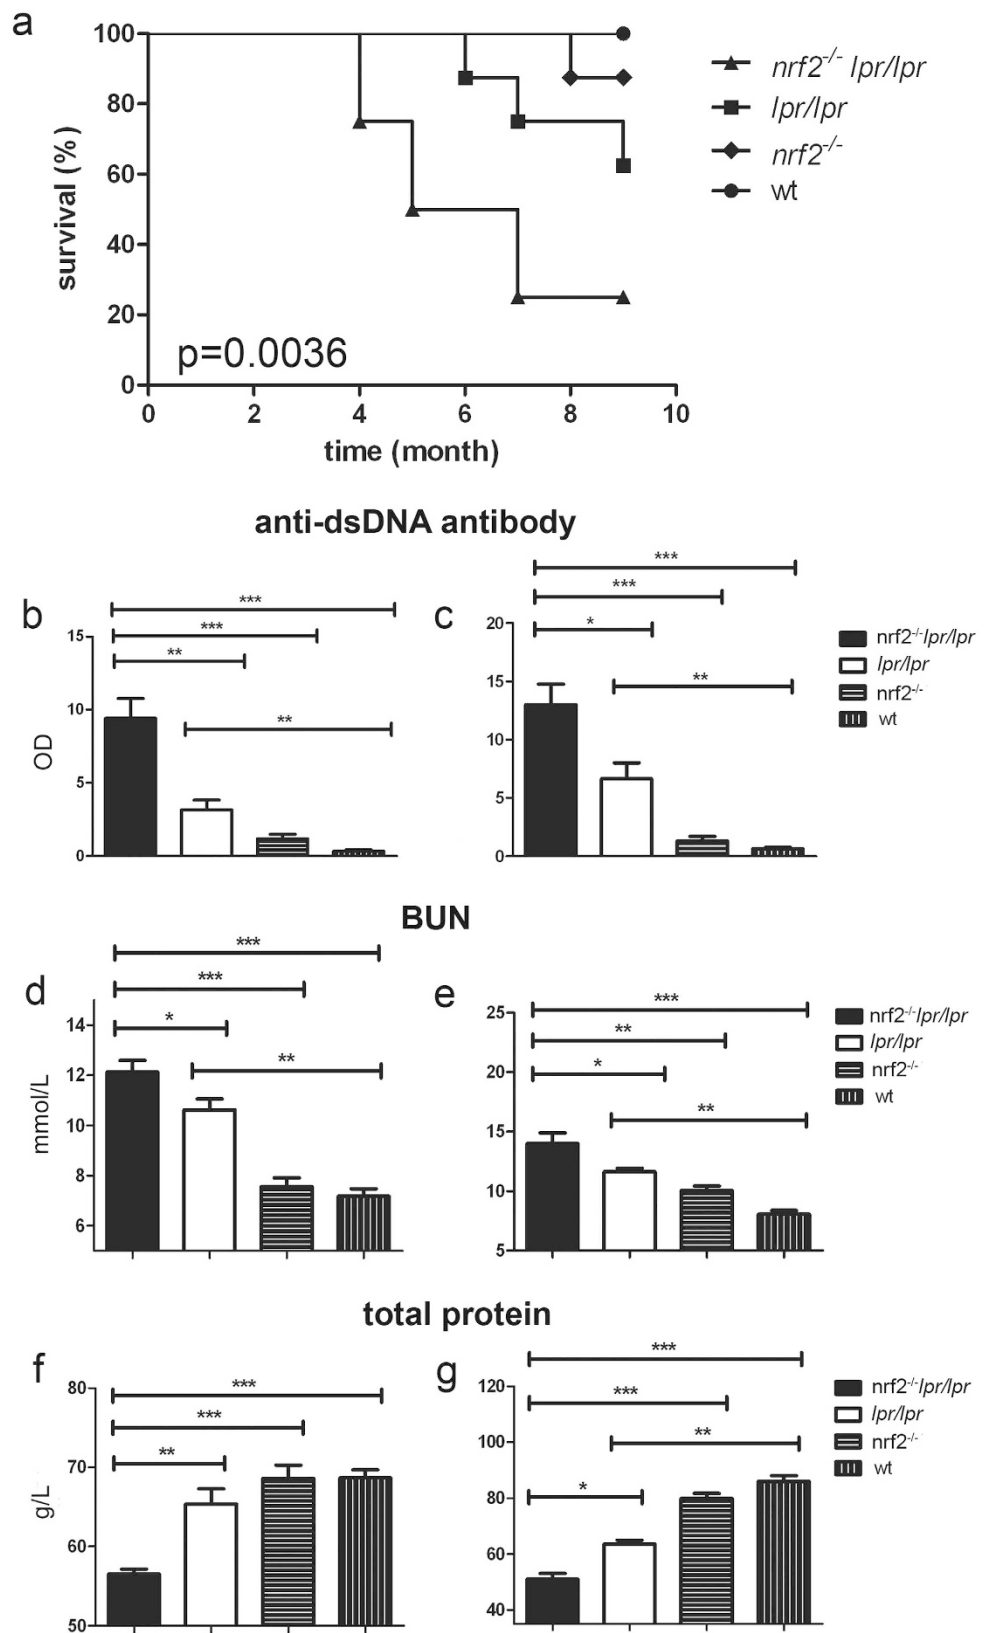 a
100
80
60
40
20
0
survival (%)
p=0.0036
0 2 4 6 8 10
time (month)
nrf2-/- lpr/lpr
lpr/lpr
nrf2-/-
wt
anti-dsDNA antibody
b
***
***
**
**
15
10
5
0
OD
c
***
***
*
**
20
15
10
5
0
nrf2-/-lpr/lpr
lpr/lpr
nrf2-/-
wt
BUN
d
***
***
*
**
14
12
10
8
6
mmol/L
e
***
**
*
**
25
20
15
10
5
nrf2-/-lpr/lpr
lpr/lpr
nrf2-/-
wt
total protein
f
***
***
**
80
70
60
50
g/L
g
***
***
**
*
120
100
80
60
40
nrf2-/-lpr/lpr
lpr/lpr
nrf2-/-
wt